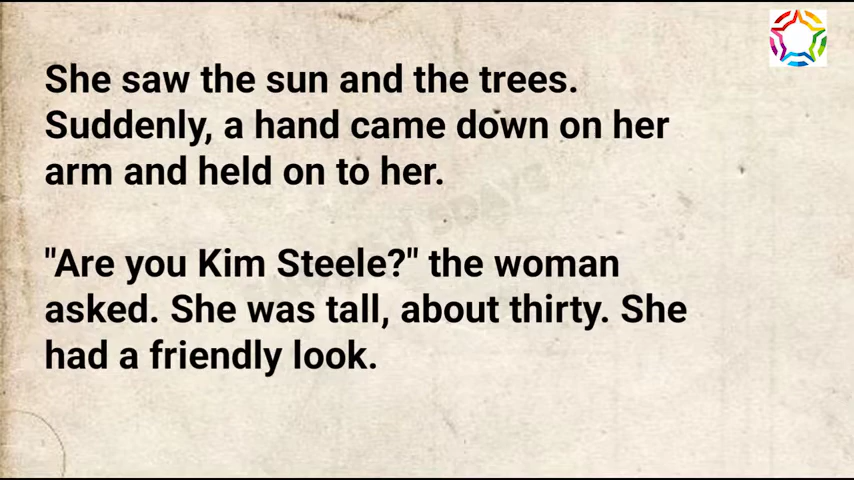 She saw the sun and the trees.
Suddenly, a hand came down on her
arm and held on to her.
"Are you Kim Steele?" the woman
asked. She was tall, about thirty. She
had a friendly look.